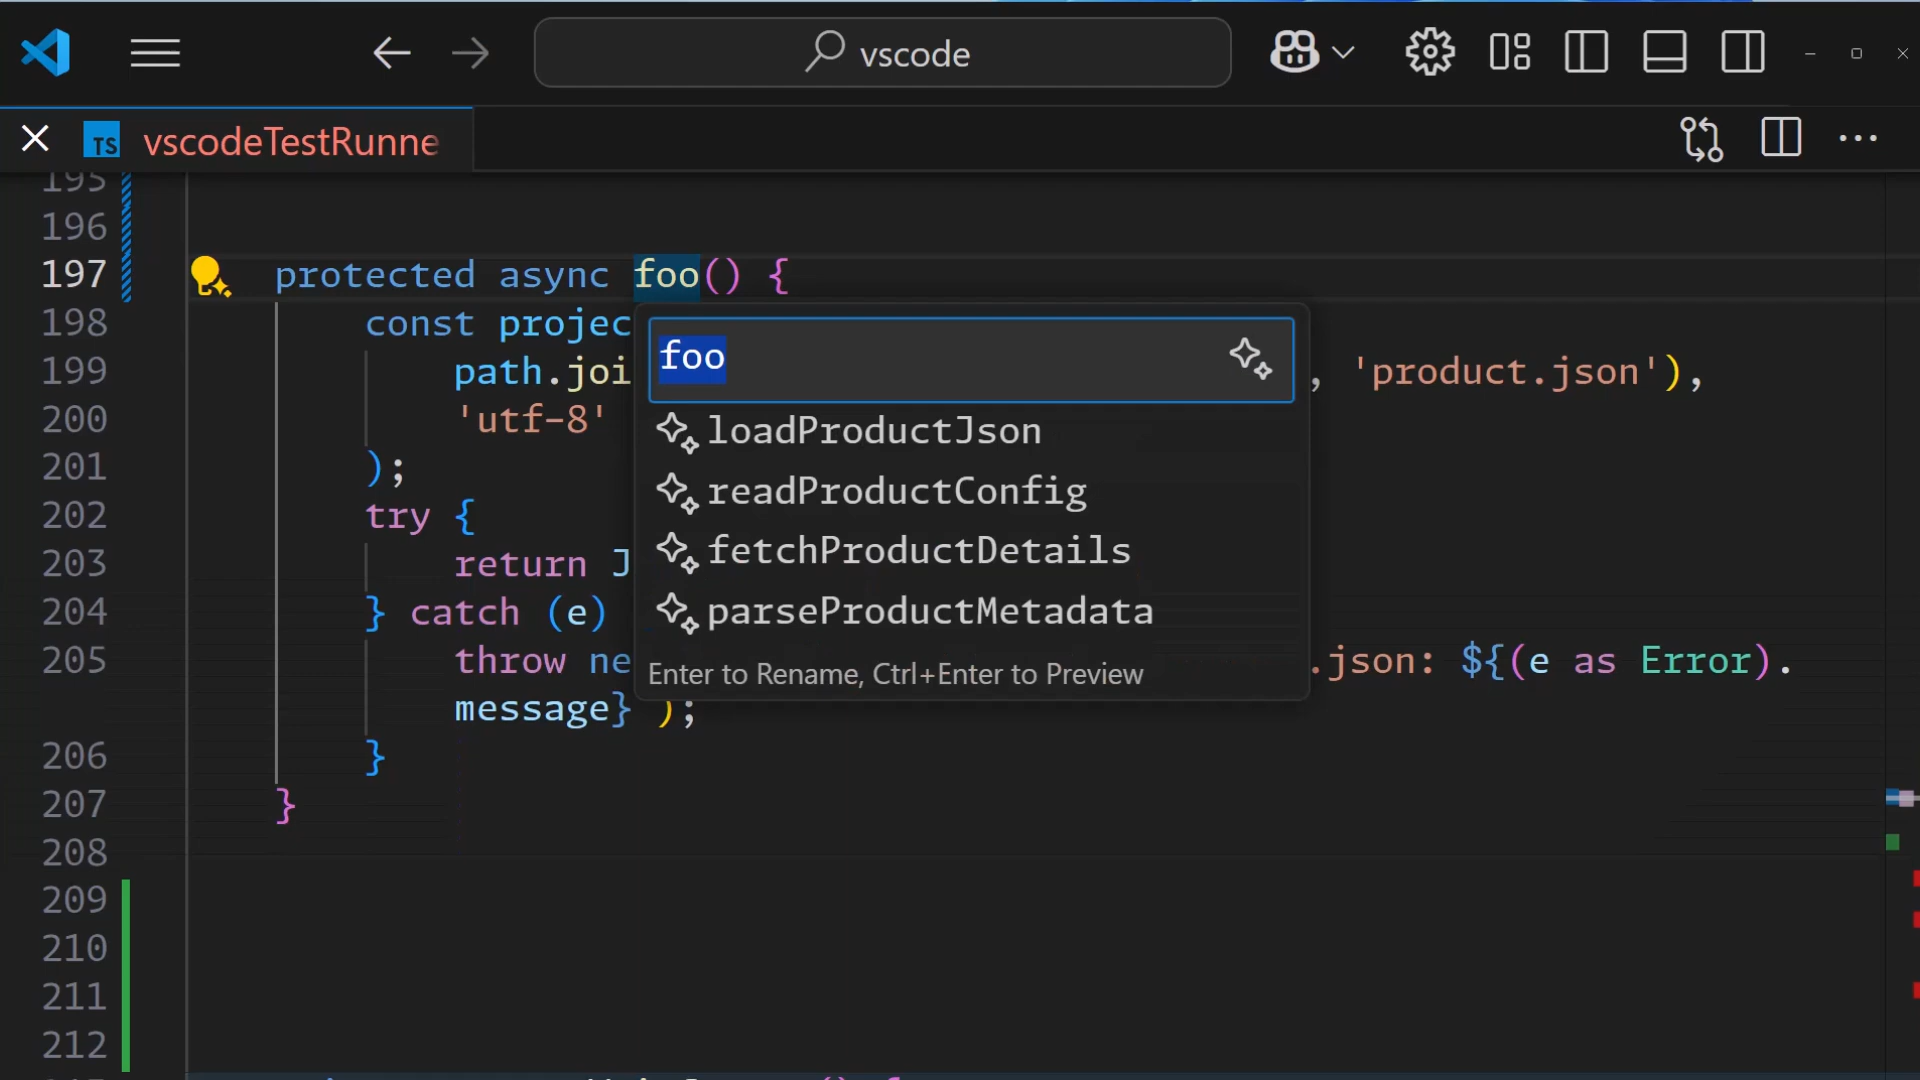 vscode
TS vscodeTestRunne
195
196
197 protected async foo() {
198 const projec
199 path.joi , 'product.json'),
200 'utf-8'
201 );
202 try {
203 return J
204 } catch (e)
205 throw ne .json: ${(e as Error).
message} );
206 }
207 }
208
209
210
211
212
foo
loadProductJson
readProductConfig
fetchProductDetails
parseProductMetadata
Enter to Rename, Ctrl+Enter to Preview